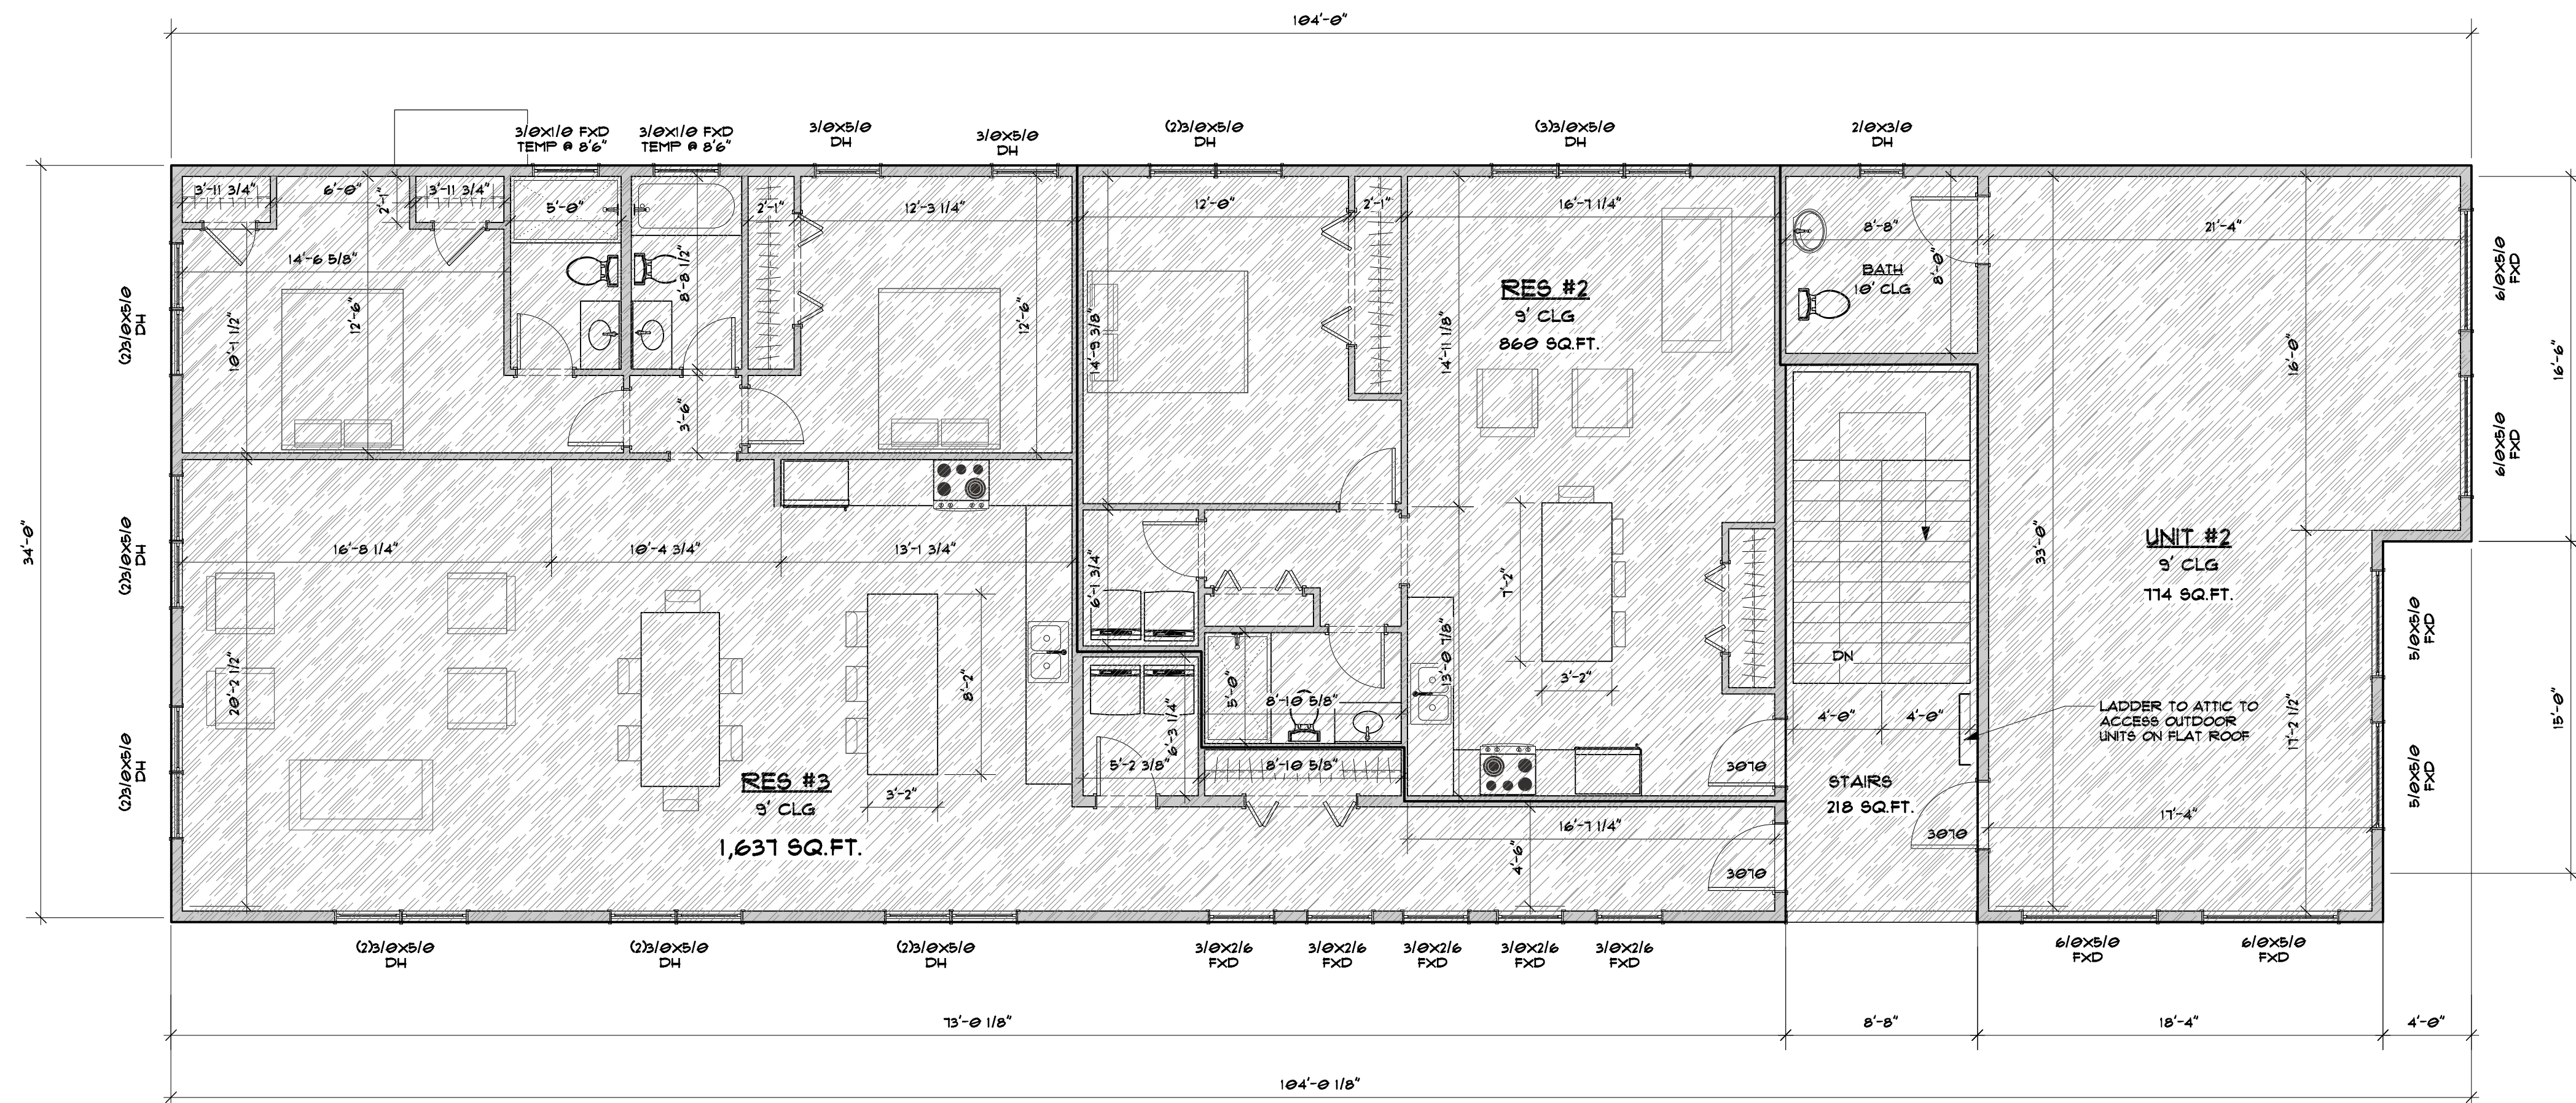 104'-0"
3/0X1/0 FXD
TEMP @ 8'6"
3/0X1/0 FXD
TEMP @ 8'6"
3/0X5/0
DH
3/0X5/0
DH
(2)3/0X5/0
DH
(3)3/0X5/0
DH
2/0X3/0
DH
3'-11 3/4"
6'-0"
2'-1"
3'-11 3/4"
5'-0"
2'-1"
12'-3 1/4"
12'-0"
2'-1"
16'-7 1/4"
8'-8"
21'-4"
14'-6 5/8"
8'-8 1/2"
BATH
10' CLG
8'-0"
6/0X5/0
FXD
(2)3/0X5/0
DH
10'-1 1/2"
12'-6"
12'-6"
14'-9 3/8"
14'-11 1/8"
RES #2
9' CLG
860 SQ.FT.
16'-0"
16'-6"
3'-6"
6/0X5/0
FXD
34'-0"
(2)3/0X5/0
DH
16'-8 1/4"
10'-4 3/4"
13'-1 3/4"
6'-1 3/4"
7'-2"
33'-0"
UNIT #2
9' CLG
774 SQ.FT.
5/0X5/0
FXD
20'-2 1/2"
8'-2"
5'-0"
8'-10 5/8"
13'-0 7/8"
3'-2"
DN
4'-0"
4'-0"
LADDER TO ATTIC TO
ACCESS OUTDOOR
UNITS ON FLAT ROOF
17'-2 1/2"
15'-0"
(2)3/0X5/0
DH
6'-3 1/4"
5'-2 3/8"
8'-10 5/8"
3070
5/0X5/0
FXD
RES #3
9' CLG
1,637 SQ.FT.
3'-2"
STAIRS
218 SQ.FT.
16'-7 1/4"
4'-6"
3070
3070
17'-4"
(2)3/0X5/0
DH
(2)3/0X5/0
DH
(2)3/0X5/0
DH
3/0X2/6
FXD
3/0X2/6
FXD
3/0X2/6
FXD
3/0X2/6
FXD
3/0X2/6
FXD
6/0X5/0
FXD
6/0X5/0
FXD
73'-0 1/8"
8'-8"
18'-4"
4'-0"
104'-0 1/8"